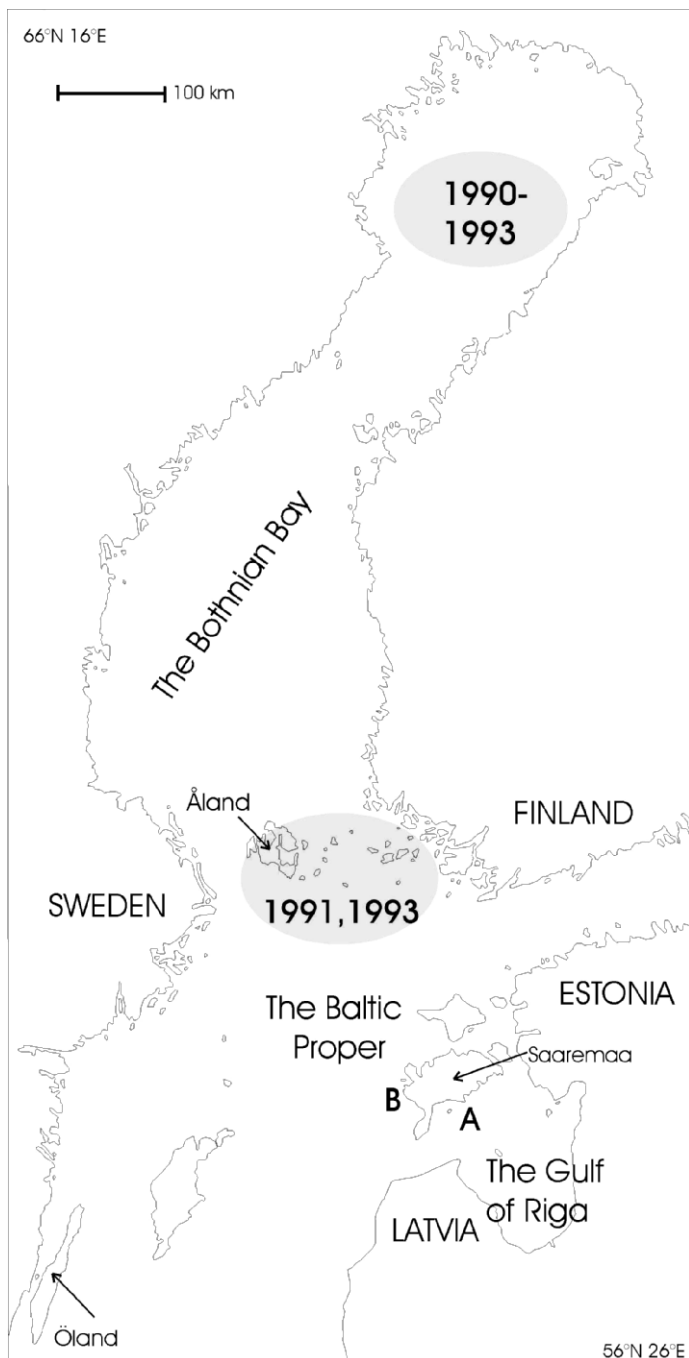 66°N 16°E
100 km
1990-
1993
The Bothnian Bay
Åland
FINLAND
SWEDEN
1991,1993
The Baltic
Proper
ESTONIA
Saaremaa
B
A
The Gulf
of Riga
LATVIA
Öland
56°N 26°E